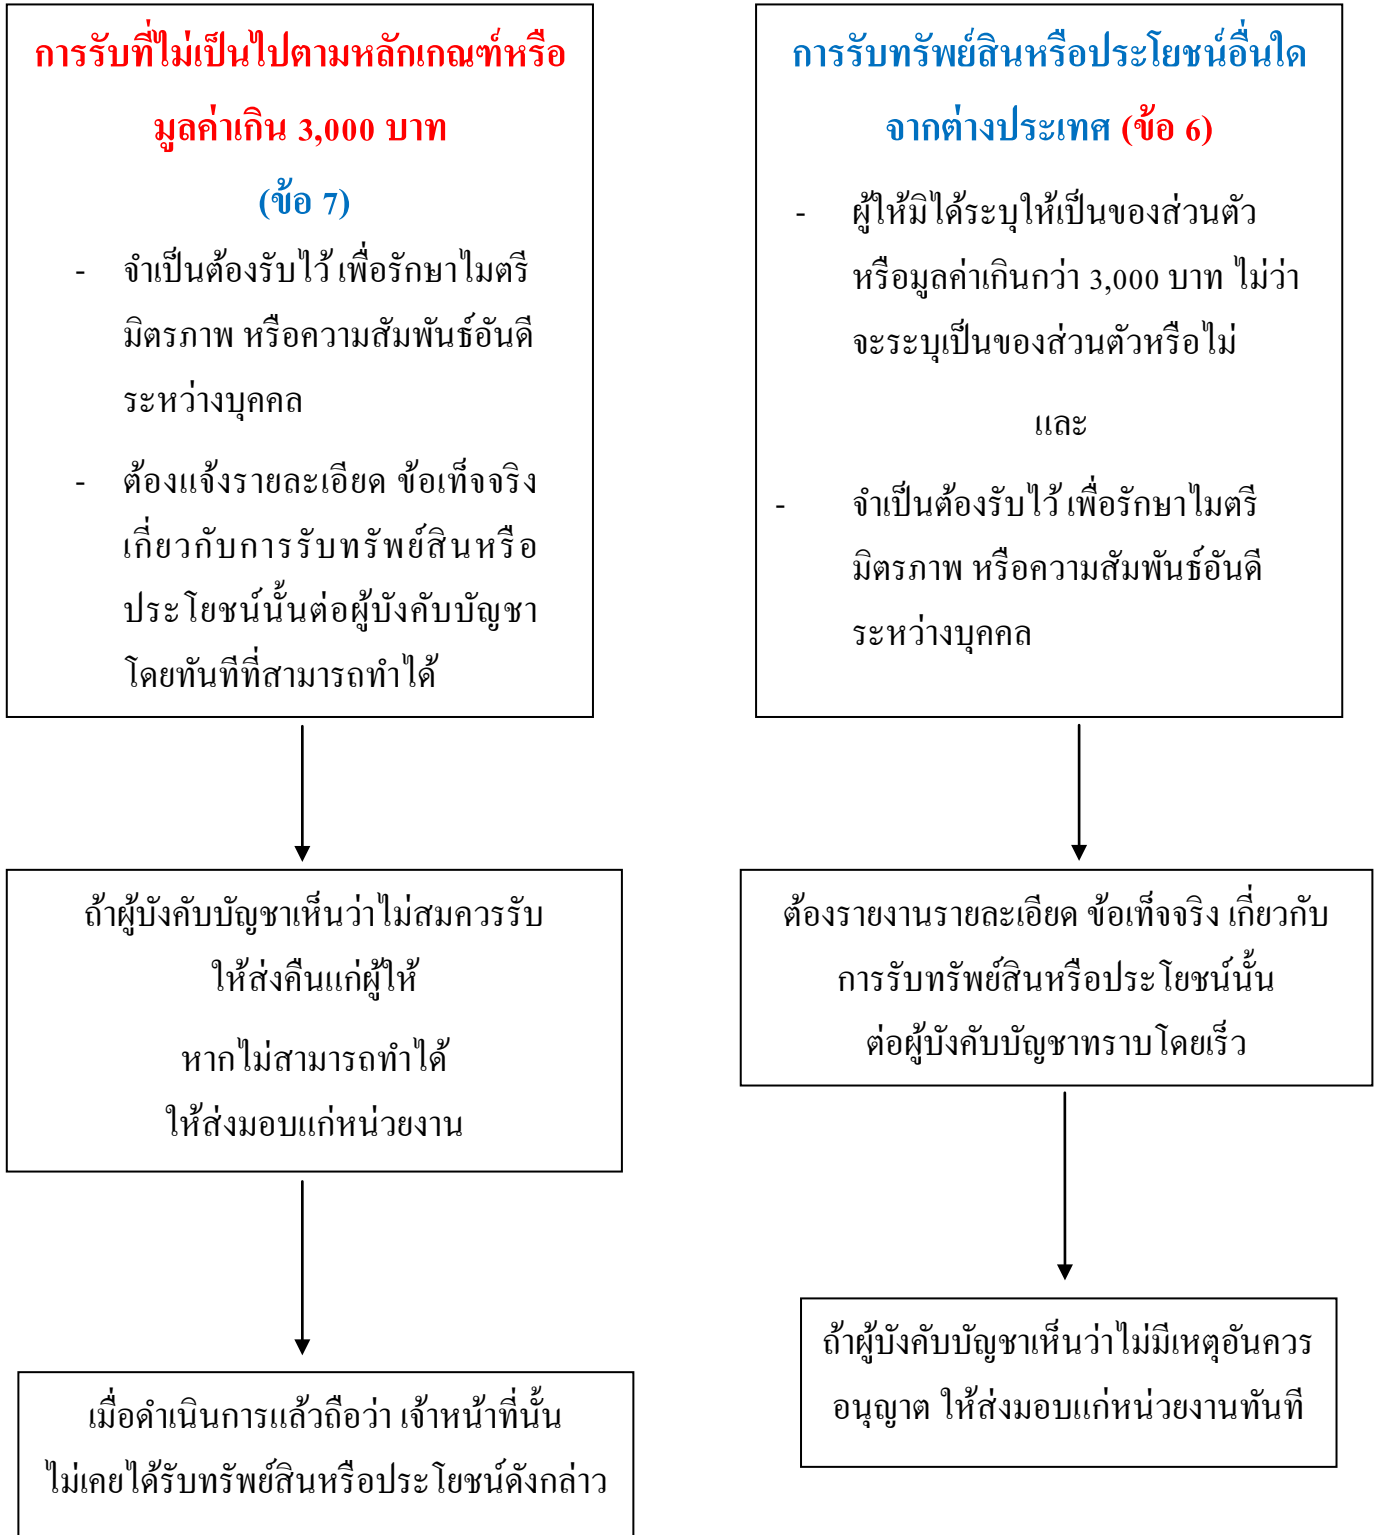 การรับที่ไม่เป็นไปตามหลักเกณฑ์หรือ
มูลค่าเกิน 3,000 บาท
(ข้อ 7)
- จำเป็นต้องรับไว้ เพื่อรักษาไมตรี
มิตรภาพ หรือความสัมพันธ์อันดี
ระหว่างบุคคล
- ต้องแจ้งรายละเอียด ข้อเท็จจริง
เกี่ยวกับการรับทรัพย์สินหรือ
ประโยชน์นั้นต่อผู้บังคับบัญชา
โดยทันทีที่สามารถทำได้
ถ้าผู้บังคับบัญชาเห็นว่าไม่สมควรรับ
ให้ส่งคืนแก่ผู้ให้
หากไม่สามารถทำได้
ให้ส่งมอบแก่หน่วยงาน
เมื่อดำเนินการแล้วถือว่า เจ้าหน้าที่นั้น
ไม่เคยได้รับทรัพย์สินหรือประโยชน์ดังกล่าว
การรับทรัพย์สินหรือประโยชน์อื่นใด
จากต่างประเทศ (ข้อ 6)
- ผู้ให้มิได้ระบุให้เป็นของส่วนตัว
หรือมูลค่าเกินกว่า 3,000 บาท ไม่ว่า
จะระบุเป็นของส่วนตัวหรือไม่
และ
- จำเป็นต้องรับไว้ เพื่อรักษาไมตรี
มิตรภาพ หรือความสัมพันธ์อันดี
ระหว่างบุคคล
ต้องรายงานรายละเอียด ข้อเท็จจริง เกี่ยวกับ
การรับทรัพย์สินหรือประโยชน์นั้น
ต่อผู้บังคับบัญชาทราบโดยเร็ว
ถ้าผู้บังคับบัญชาเห็นว่าไม่มีเหตุอันควร
อนุญาต ให้ส่งมอบแก่หน่วยงานทันที